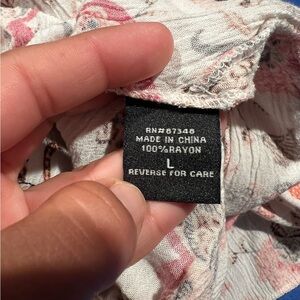 RN#87348
MADE IN CHINA
100%RAYON
L
REVERSE FOR CARE